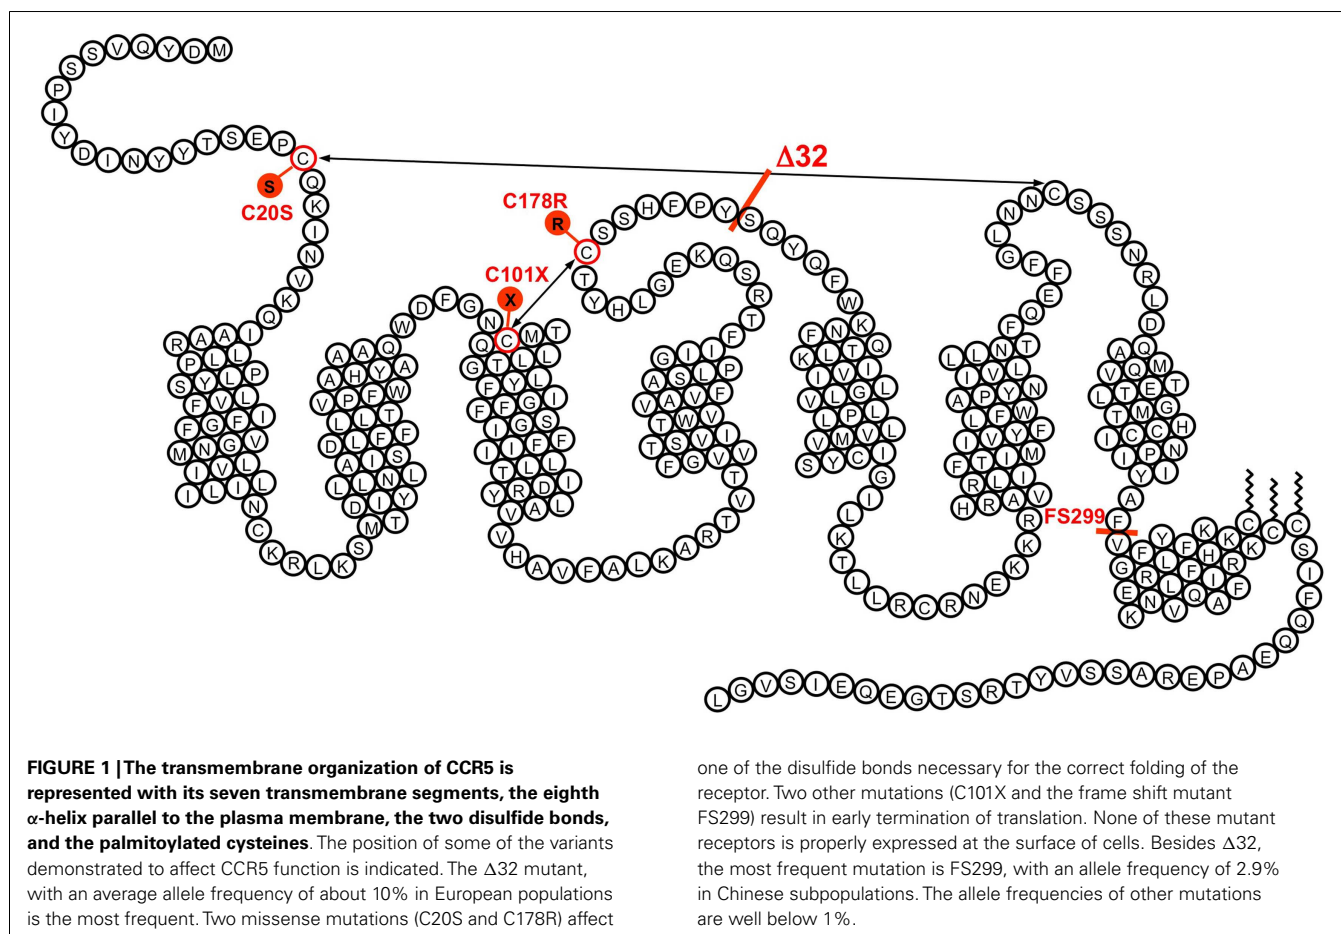 S S V Q Y D M
P
I
Y D I N Y Y T S E P C
S
C20S
Q K I N V K Q
R A A I
P L L
S Y L P
F V L
F G F I
M N G V
I V L
I L I L
N C K R L K S M T
W D F G N
A A Q
A H Y A
V P F W
L L T
D L F F
A I S
L L N L
D I Y
C101X
X
Q C M T
G T L L
F Y L
F F G I
I G S
I I F F
T L L
Y R D I
V A L
V H A V F A L K A R T V T
C178R
R
C S S H F P Y S Q Y Q F W
Δ32
T Y H L G E K Q S R T
G I I F
A S L P
V A V F
T W V
T S V I
F G V V
F N K
K L T Q
I V I
V L G L
L P L
V M V L
S Y C I
G I L K T L L R C R N E K K R
L N N C S S S N R L D
G F F E Q F
L L N T
I V L
A P Y N
L F W
I V Y F
F T I M
R L I
H R A V
A Q
V Q M
L T E T
T M G
I C C H
I P N
Y I
A
F
FS299
V F Y F K K C C C
G R L F H R K
E N L Q I F
K V A
S I F Q Q
L G V S I E Q E G T S R T Y V S S A R E P A E
FIGURE 1 | The transmembrane organization of CCR5 is
represented with its seven transmembrane segments, the eighth
α-helix parallel to the plasma membrane, the two disulfide bonds,
and the palmitoylated cysteines. The position of some of the variants
demonstrated to affect CCR5 function is indicated. The Δ32 mutant,
with an average allele frequency of about 10% in European populations
is the most frequent. Two missense mutations (C20S and C178R) affect
one of the disulfide bonds necessary for the correct folding of the
receptor. Two other mutations (C101X and the frame shift mutant
FS299) result in early termination of translation. None of these mutant
receptors is properly expressed at the surface of cells. Besides Δ32,
the most frequent mutation is FS299, with an allele frequency of 2.9%
in Chinese subpopulations. The allele frequencies of other mutations
are well below 1%.